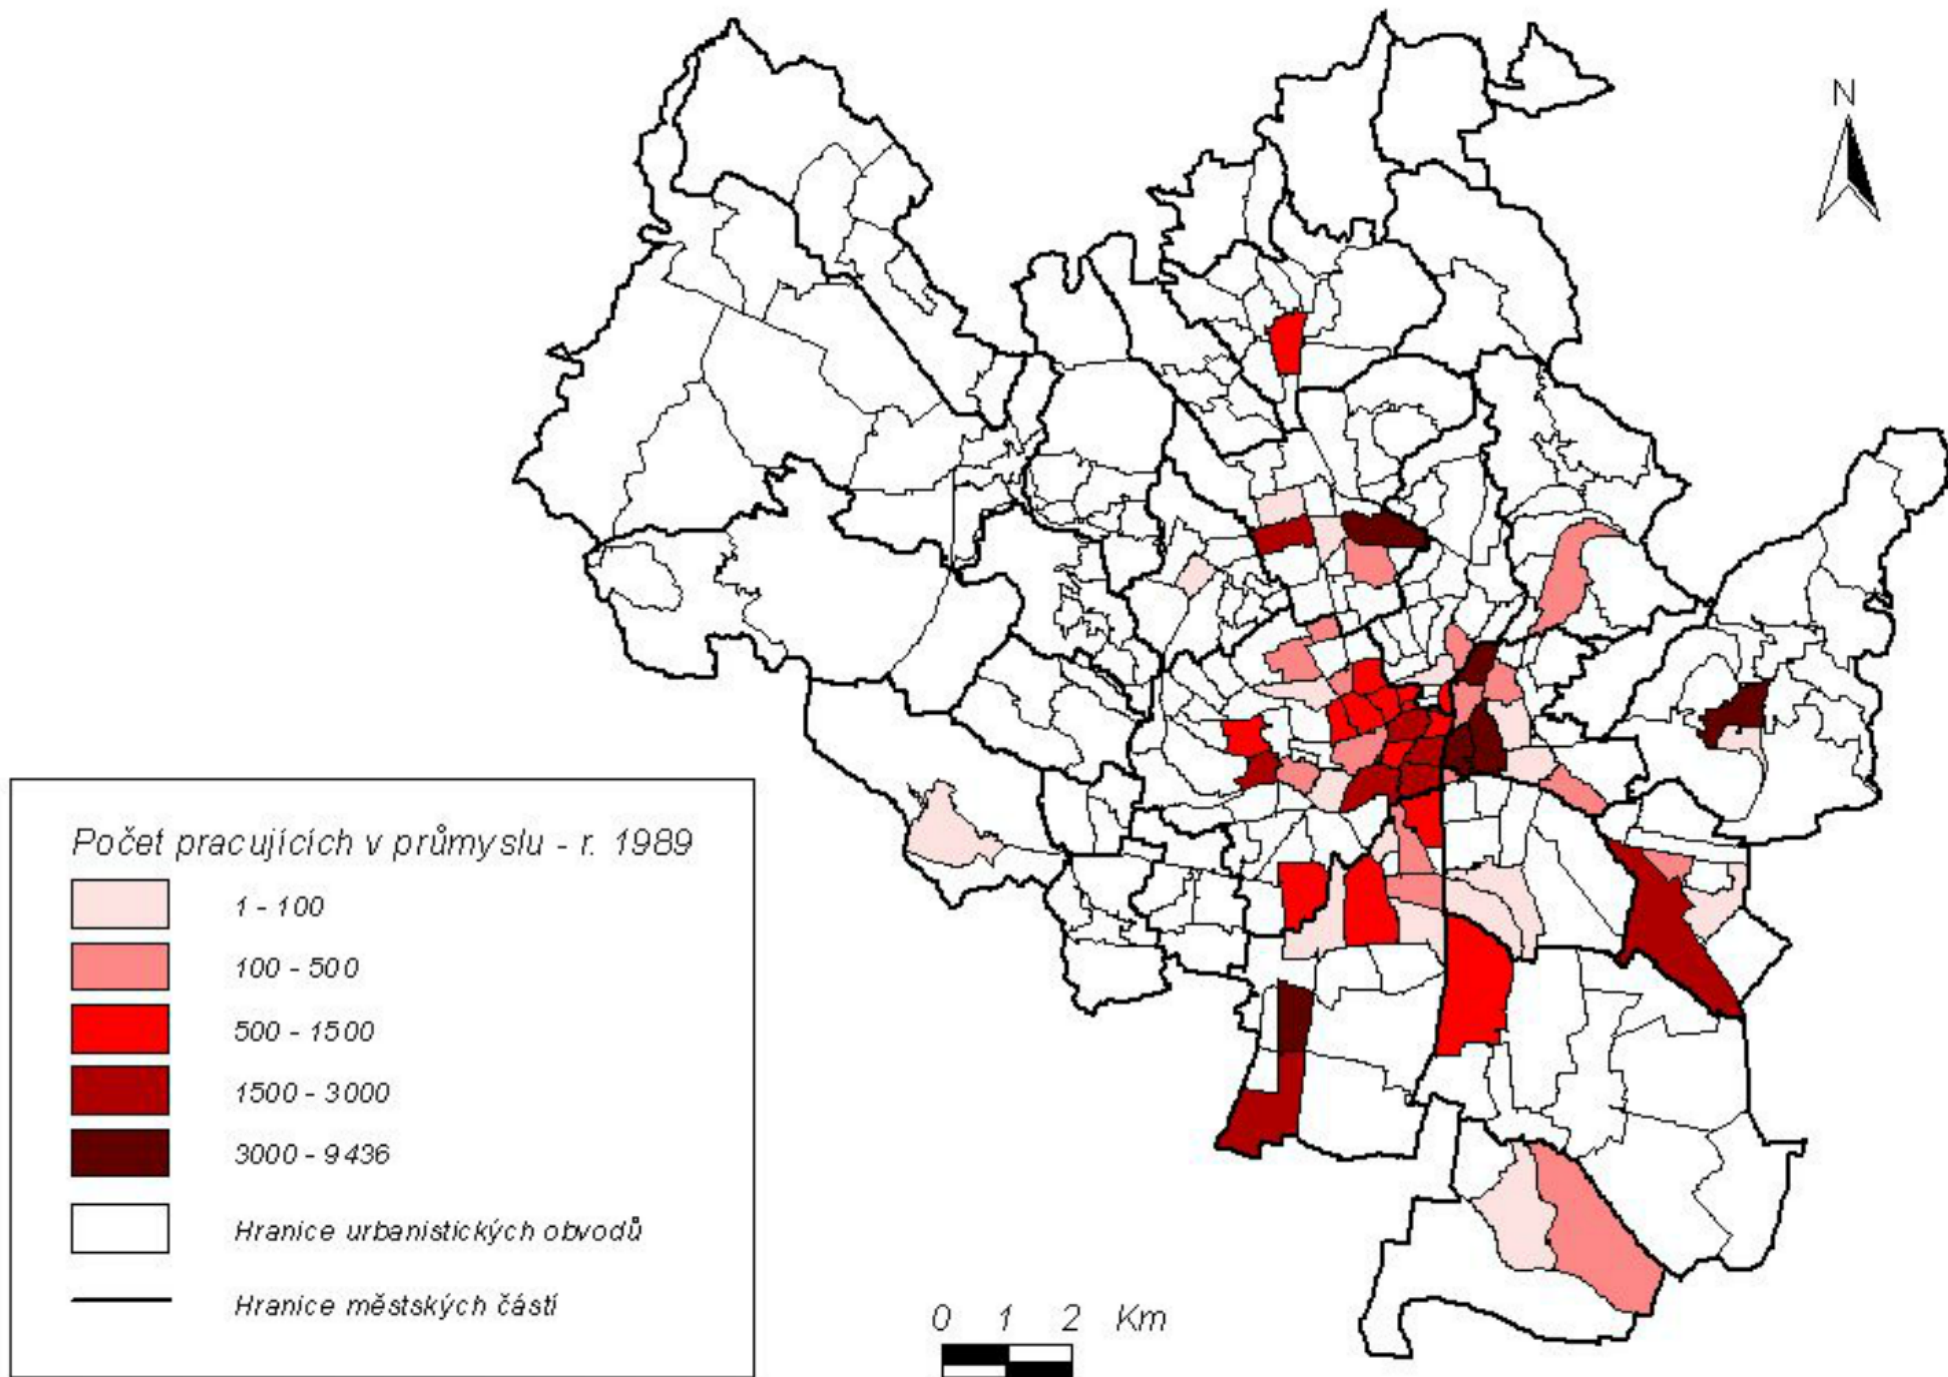 N
Počet pracujících v průmyslu - r. 1989
1 - 100
100 - 500
500 - 1500
1500 - 3000
3000 - 9436
Hranice urbanistických obvodů
Hranice městských částí
0 1 2 Km